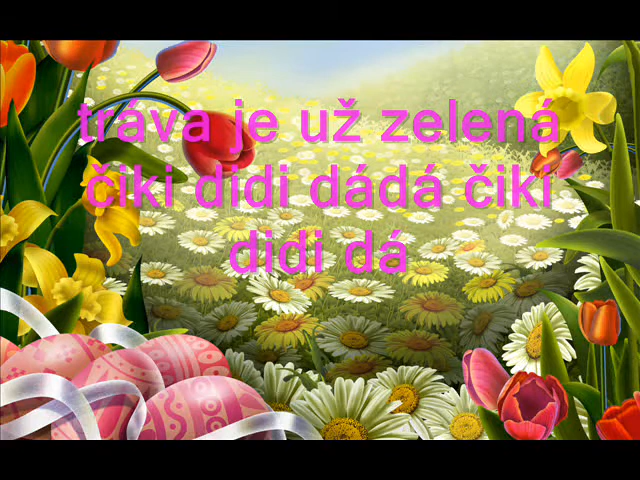 tráva je už zelená
čiki didi dádá čiki
didi dá